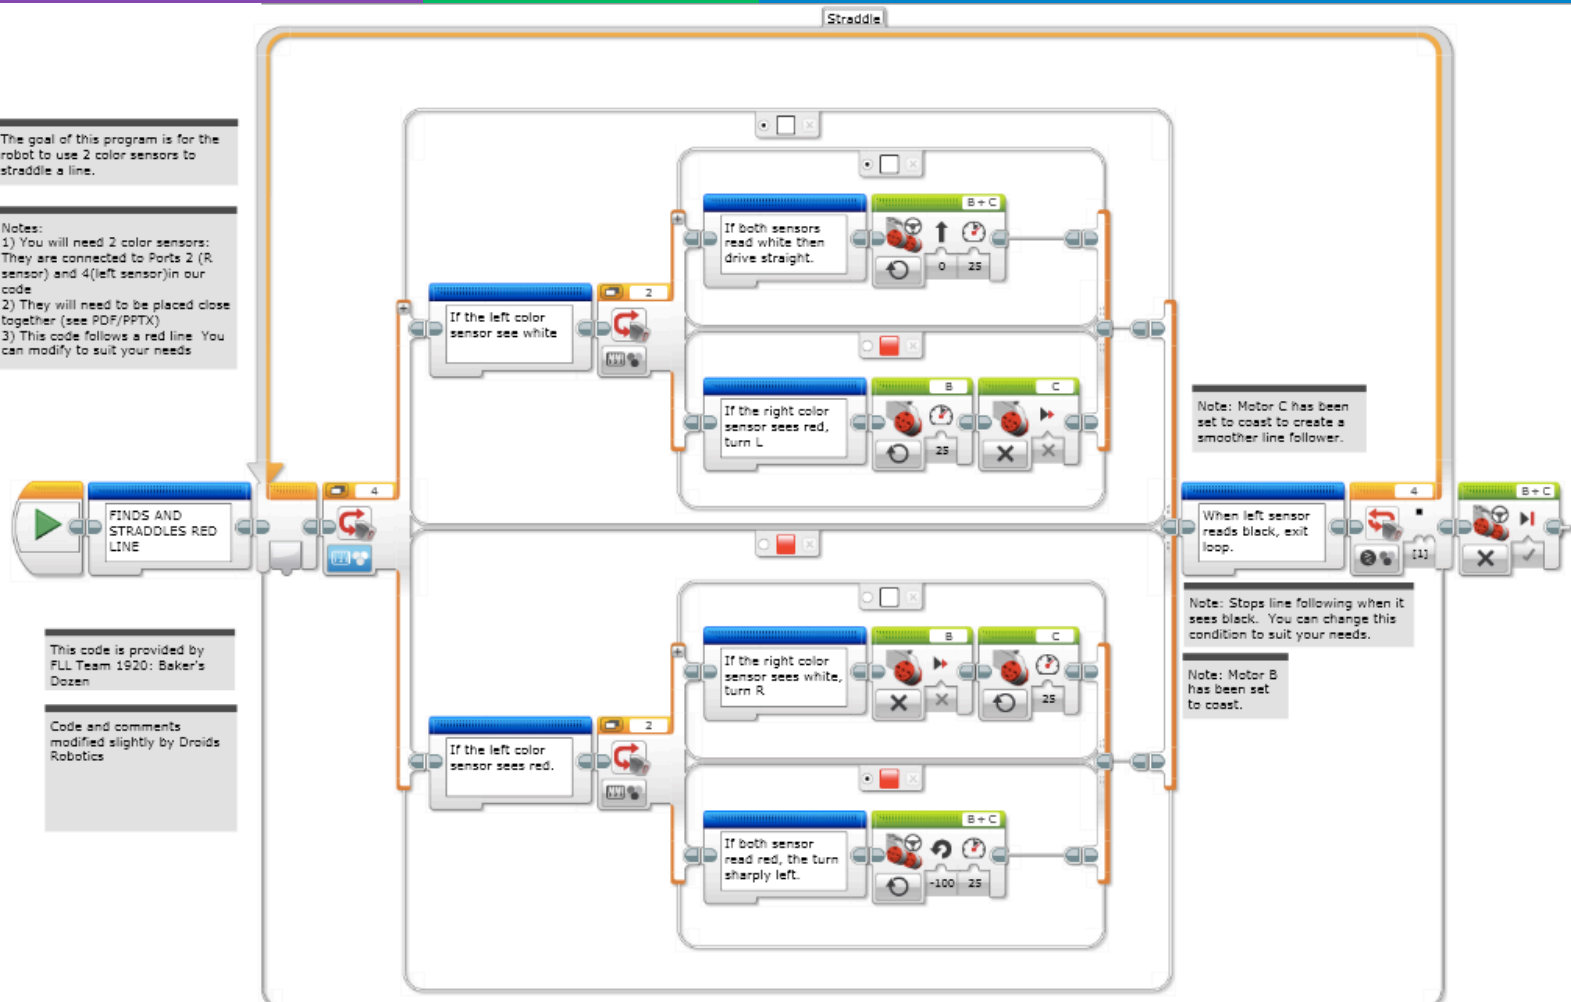 Straddle
The goal of this program is for the
robot to use 2 color sensors to
straddle a line.
Notes:
1) You will need 2 color sensors:
They are connected to Ports 2 (R
sensor) and 4(left sensor)in our
code
2) They will need to be placed close
together (see PDF/PPTX)
3) This code follows a red line You
can modify to suit your needs
FINDS AND
STRADDLES RED
LINE
4
This code is provided by
FLL Team 1920: Baker's
Dozen
Code and comments
modified slightly by Droids
Robotics
If the left color
sensor see white
2
If both sensors
read white then
drive straight.
B+C
0 25
If the right color
sensor sees red,
turn L
B
25
C
If the left color
sensor sees red.
2
If the right color
sensor sees white,
turn R
B
C
25
If both sensor
read red, the turn
sharply left.
B+C
-100 25
Note: Motor C has been
set to coast to create a
smoother line follower.
When left sensor
reads black, exit
loop.
4
[1]
B+C
Note: Stops line following when it
sees black. You can change this
condition to suit your needs.
Note: Motor B
has been set
to coast.